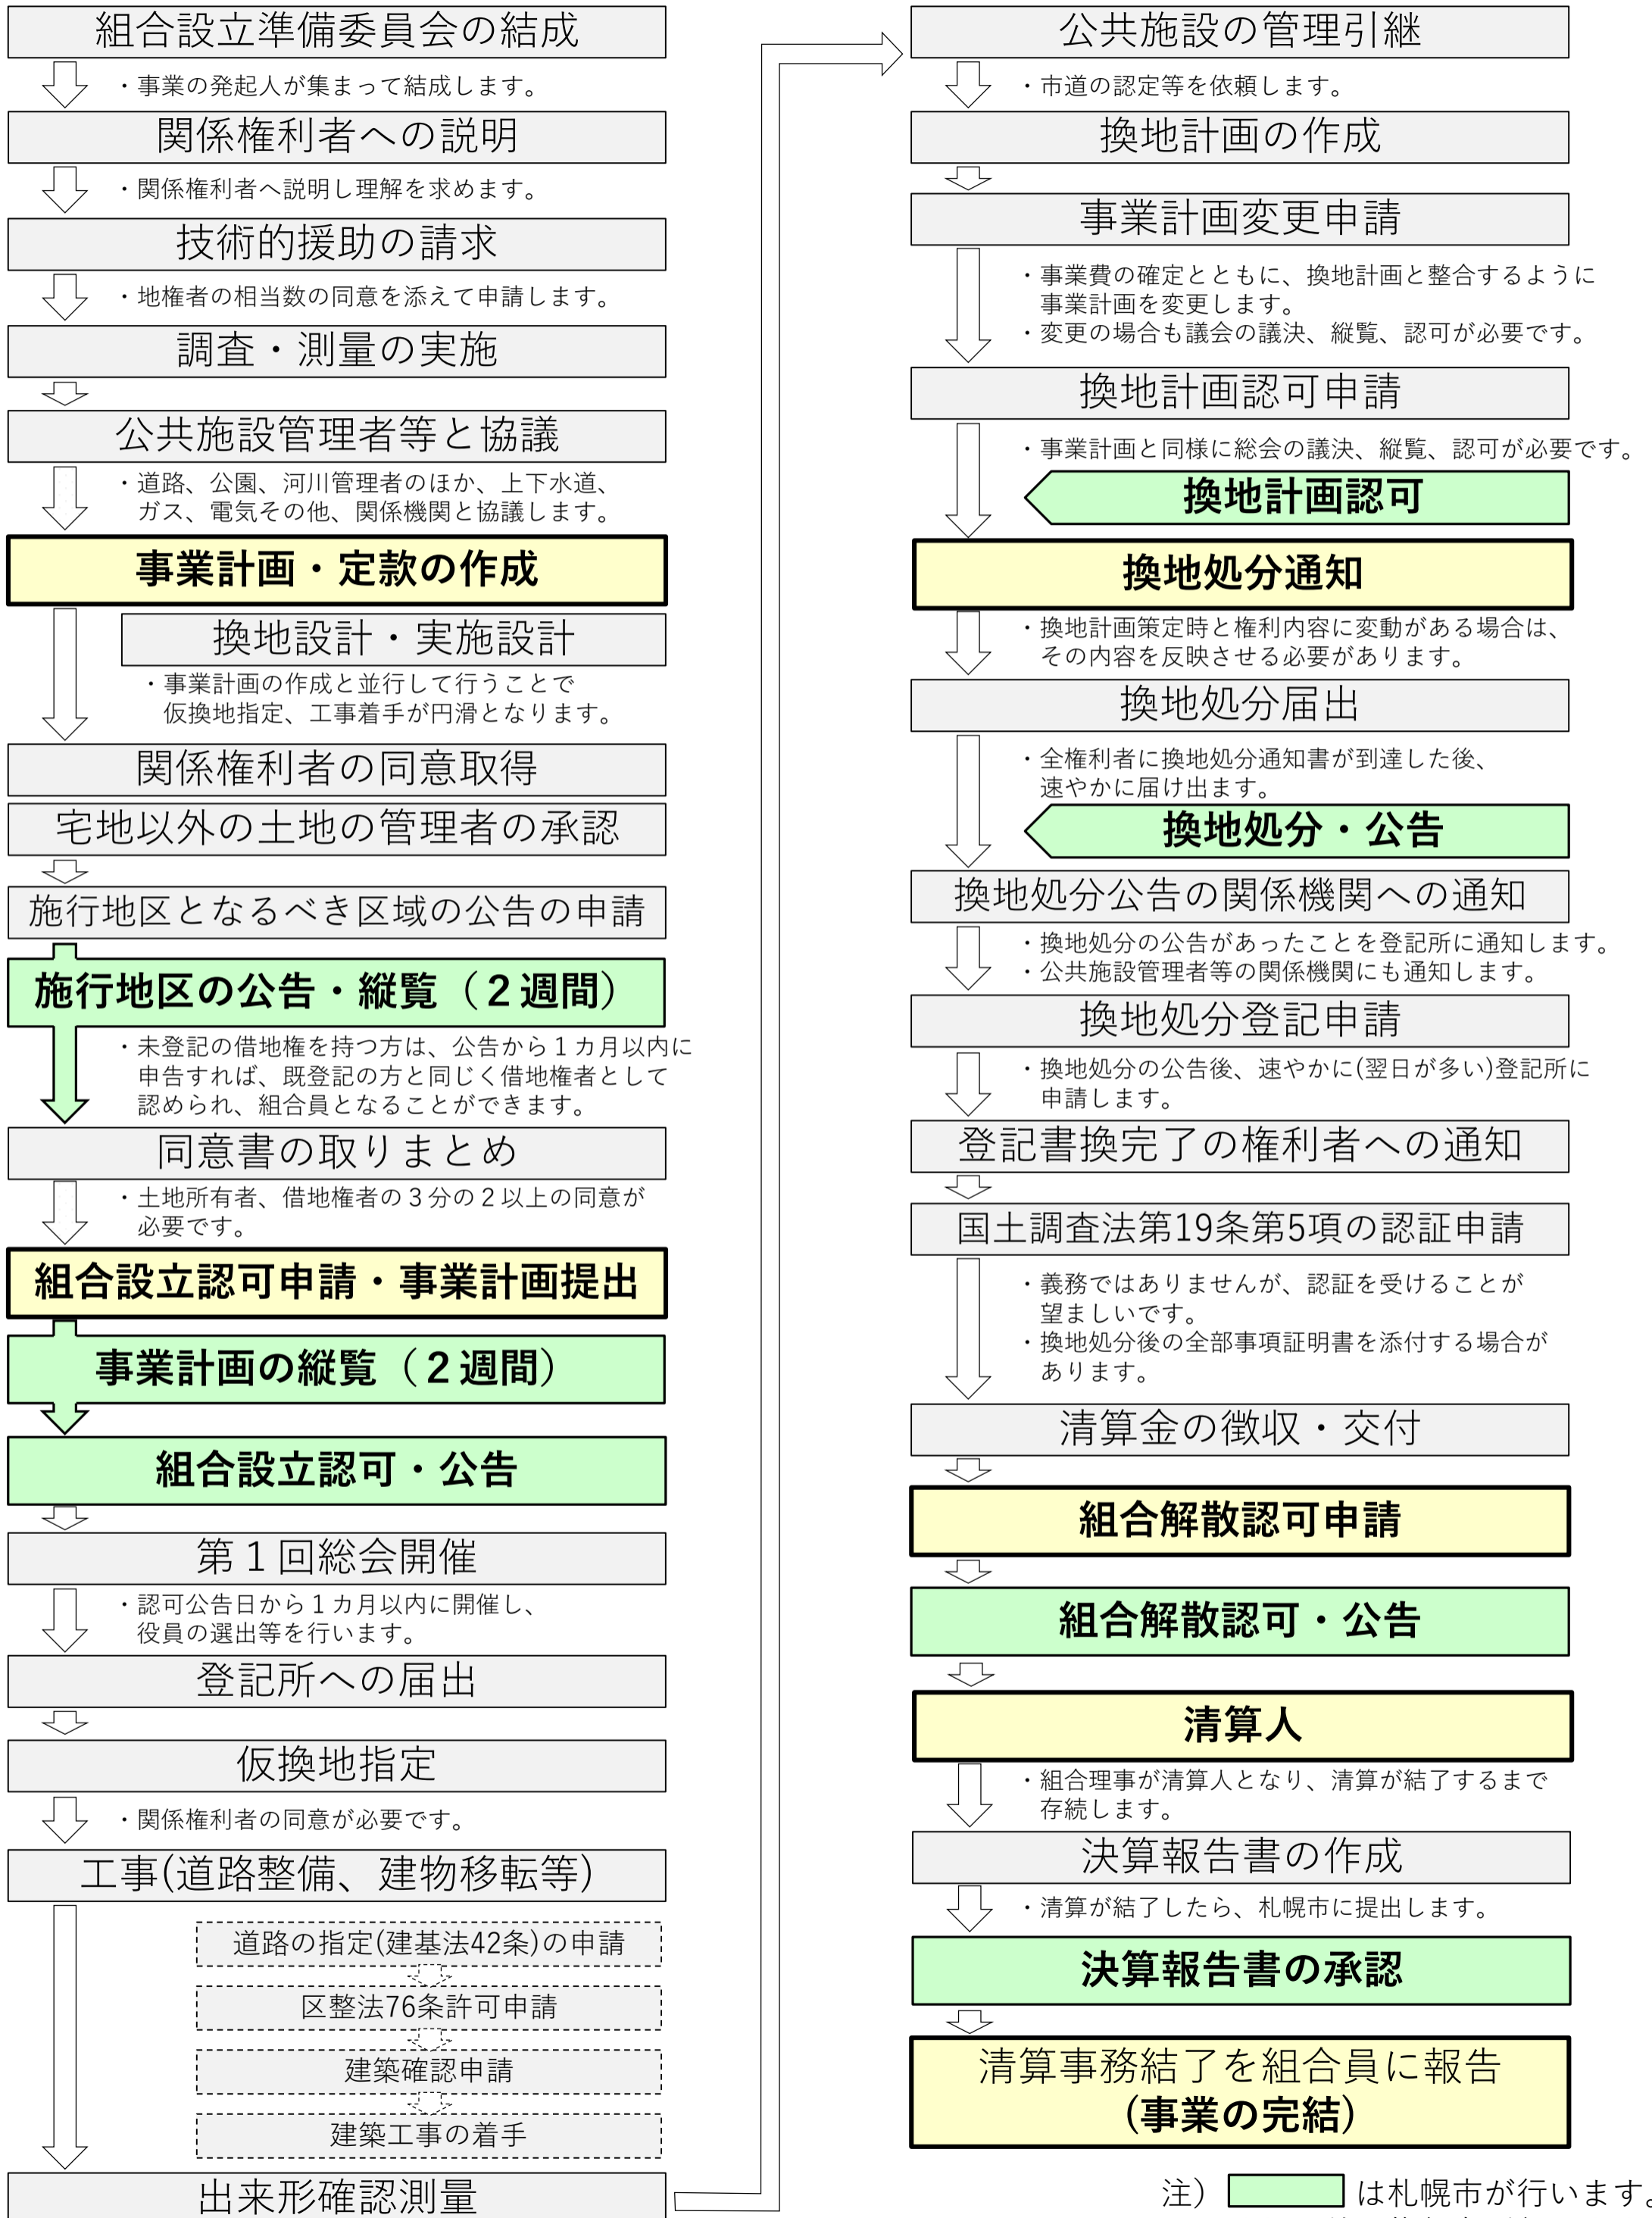 組合設立準備委員会の結成
・事業の発起人が集まって結成します。
関係権利者への説明
・関係権利者へ説明し理解を求めます。
技術的援助の請求
・地権者の相当数の同意を添えて申請します。
調査・測量の実施
公共施設管理者等と協議
・道路、公園、河川管理者のほか、上下水道、
ガス、電気その他、関係機関と協議します。
事業計画・定款の作成
換地設計・実施設計
・事業計画の作成と並行して行うことで
仮換地指定、工事着手が円滑となります。
関係権利者の同意取得
宅地以外の土地の管理者の承認
施行地区となるべき区域の公告の申請
施行地区の公告・縦覧（２週間）
・未登記の借地権を持つ方は、公告から１カ月以内に
申告すれば、既登記の方と同じく借地権者として
認められ、組合員となることができます。
同意書の取りまとめ
・土地所有者、借地権者の３分の２以上の同意が
必要です。
組合設立認可申請・事業計画提出
事業計画の縦覧（２週間）
組合設立認可・公告
第１回総会開催
・認可公告日から１カ月以内に開催し、
役員の選出等を行います。
登記所への届出
仮換地指定
・関係権利者の同意が必要です。
工事(道路整備、建物移転等)
道路の指定(建基法42条)の申請
区整法76条許可申請
建築確認申請
建築工事の着手
出来形確認測量
公共施設の管理引継
・市道の認定等を依頼します。
換地計画の作成
事業計画変更申請
・事業費の確定とともに、換地計画と整合するように
事業計画を変更します。
・変更の場合も議会の議決、縦覧、認可が必要です。
換地計画認可申請
・事業計画と同様に総会の議決、縦覧、認可が必要です。
換地計画認可
換地処分通知
・換地計画策定時と権利内容に変動がある場合は、
その内容を反映させる必要があります。
換地処分届出
・全権利者に換地処分通知書が到達した後、
速やかに届け出ます。
換地処分・公告
換地処分公告の関係機関への通知
・換地処分の公告があったことを登記所に通知します。
・公共施設管理者等の関係機関にも通知します。
換地処分登記申請
・換地処分の公告後、速やかに(翌日が多い)登記所に
申請します。
登記書換完了の権利者への通知
国土調査法第19条第5項の認証申請
・義務ではありませんが、認証を受けることが
望ましいです。
・換地処分後の全部事項証明書を添付する場合が
あります。
清算金の徴収・交付
組合解散認可申請
組合解散認可・公告
清算人
・組合理事が清算人となり、清算が結了するまで
存続します。
決算報告書の作成
・清算が結了したら、札幌市に提出します。
決算報告書の承認
清算事務結了を組合員に報告
(事業の完結)
注）
は札幌市が行います。